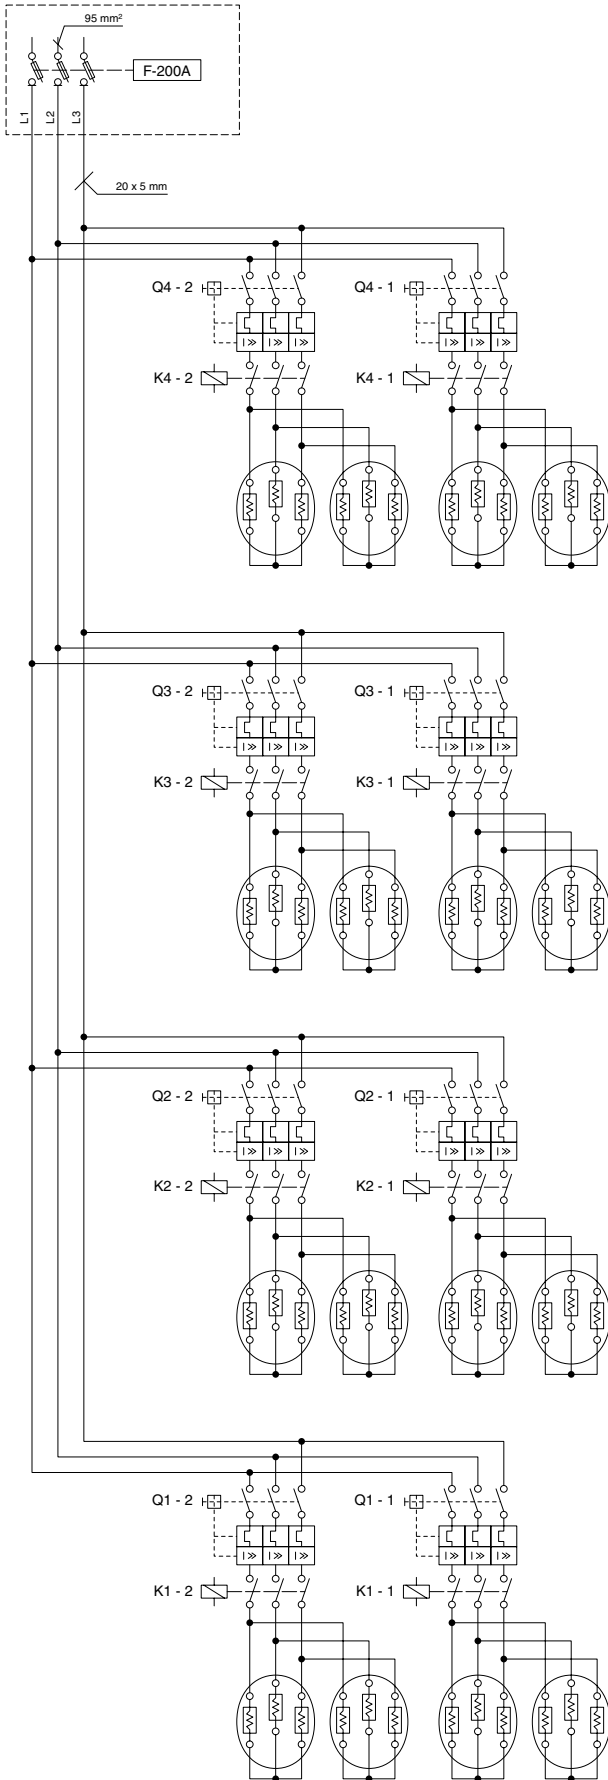 95 mm²
F-200A
L1
L2
L3
20 x 5 mm
Q4 - 2
Q4 - 1
I>> I>> I>>
I>> I>> I>>
K4 - 2
K4 - 1
Q3 - 2
Q3 - 1
I>> I>> I>>
I>> I>> I>>
K3 - 2
K3 - 1
Q2 - 2
Q2 - 1
I>> I>> I>>
I>> I>> I>>
K2 - 2
K2 - 1
Q1 - 2
Q1 - 1
I>> I>> I>>
I>> I>> I>>
K1 - 2
K1 - 1